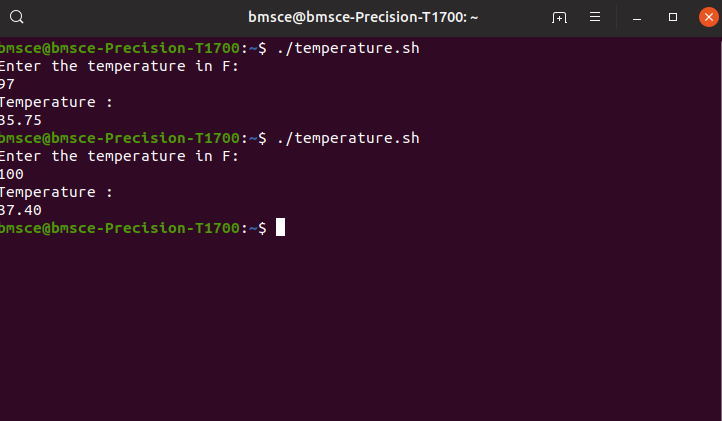 bmsce@bmsce-Precision-T1700: ~
bmsce@bmsce-Precision-T1700:~$ ./temperature.sh
Enter the temperature in F:
97
Temperature :
35.75
bmsce@bmsce-Precision-T1700:~$ ./temperature.sh
Enter the temperature in F:
100
Temperature :
37.40
bmsce@bmsce-Precision-T1700:~$